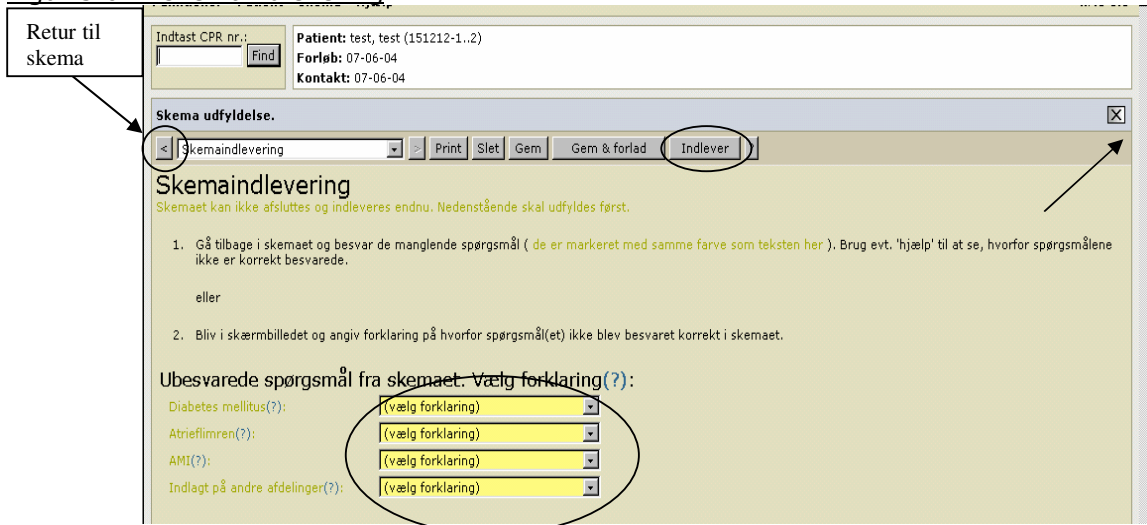 Retur til
skema
Indtast CPR nr.:
Find
Patient: test, test (151212-1..2)
Forløb: 07-06-04
Kontakt: 07-06-04
Skema udfyldelse.
X
< Skemaindlevering > Print Slet Gem Gem & forlad Indlever
Skemaindlevering
Skemaet kan ikke afsluttes og indleveres endnu. Nedenstående skal udfyldes først.
1. Gå tilbage i skemaet og besvar de manglende spørgsmål ( de er markeret med samme farve som teksten her ). Brug evt. 'hjælp' til at se, hvorfor spørgsmålene
ikke er korrekt besvarede.
eller
2. Bliv i skærmbilledet og angiv forklaring på hvorfor spørgsmål(et) ikke blev besvaret korrekt i skemaet.
Ubesvarede spørgsmål fra skemaet. Vælg forklaring(?):
Diabetes mellitus(?): (vælg forklaring)
Atrieflimren(?): (vælg forklaring)
AMI(?): (vælg forklaring)
Indlagt på andre afdelinger(?): (vælg forklaring)